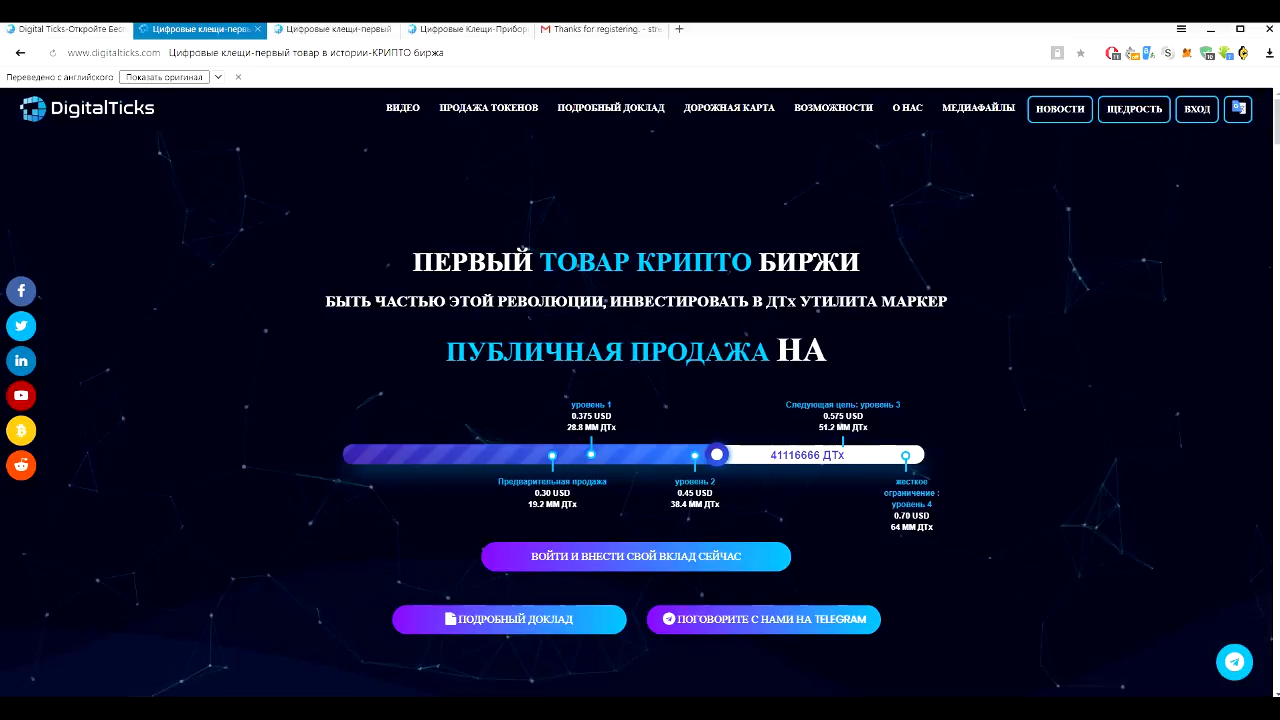 Digital Ticks-Откройте Бесп
Цифровые клещи-первь
Цифровые клещи-первый
Цифровые Клещи-Прибор
Thanks for registering. - stre
www.digitalticks.com Цифровые клещи-первый товар в истории-КРИПТО биржа
Переведено с английского Показать оригинал
DigitalTicks
ВИДЕО ПРОДАЖА ТОКЕНОВ ПОДРОБНЫЙ ДОКЛАД ДОРОЖНАЯ КАРТА ВОЗМОЖНОСТИ О НАС МЕДИАФАЙЛЫ НОВОСТИ ЩЕДРОСТЬ ВХОД
ПЕРВЫЙ ТОВАР КРИПТО БИРЖИ
БЫТЬ ЧАСТЬЮ ЭТОЙ РЕВОЛЮЦИИ, ИНВЕСТИРОВАТЬ В ДТх УТИЛИТА МАРКЕР
ПУБЛИЧНАЯ ПРОДАЖА НА
уровень 1
0.375 USD
28.8 MM ДТх
Следующая цель: уровень 3
0.575 USD
51.2 MM ДТх
41116666 ДТх
Предварительная продажа
0.30 USD
19.2 MM ДТх
уровень 2
0.45 USD
38.4 MM ДТх
жесткое
ограничение :
уровень 4
0.70 USD
64 MM ДТх
ВОЙТИ И ВНЕСТИ СВОЙ ВКЛАД СЕЙЧАС
ПОДРОБНЫЙ ДОКЛАД
ПОГОВОРИТЕ С НАМИ НА TELEGRAM